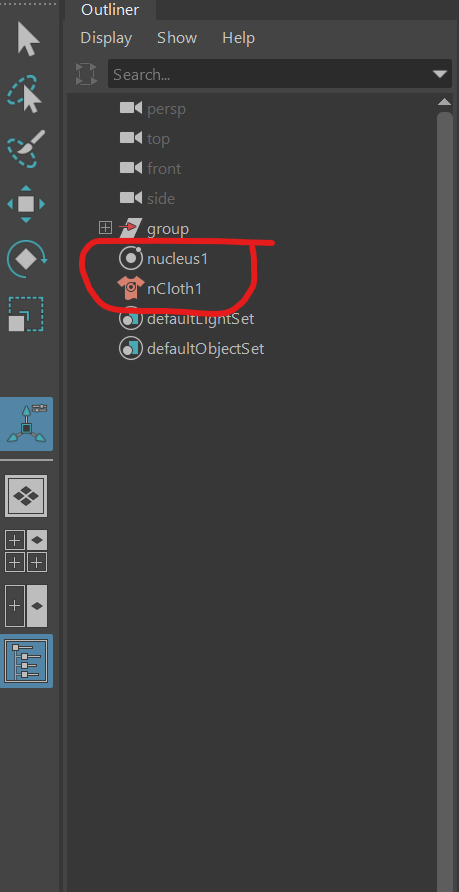 Outliner
Display Show Help
Search...
persp
top
front
side
group
nucleus1
nCloth1
defaultLightSet
defaultObjectSet